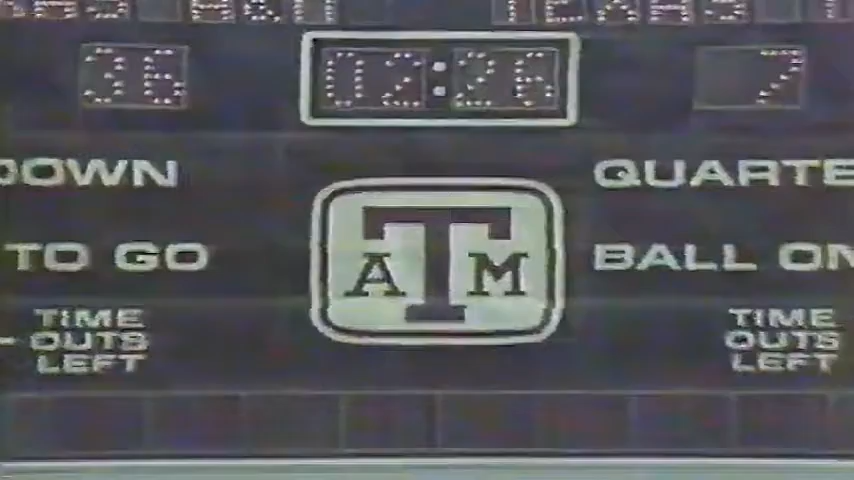 36 02:26 7
DOWN QUARTE
TO GO BALL ON
A T M
TIME TIME
OUTS OUTS
LEFT LEFT